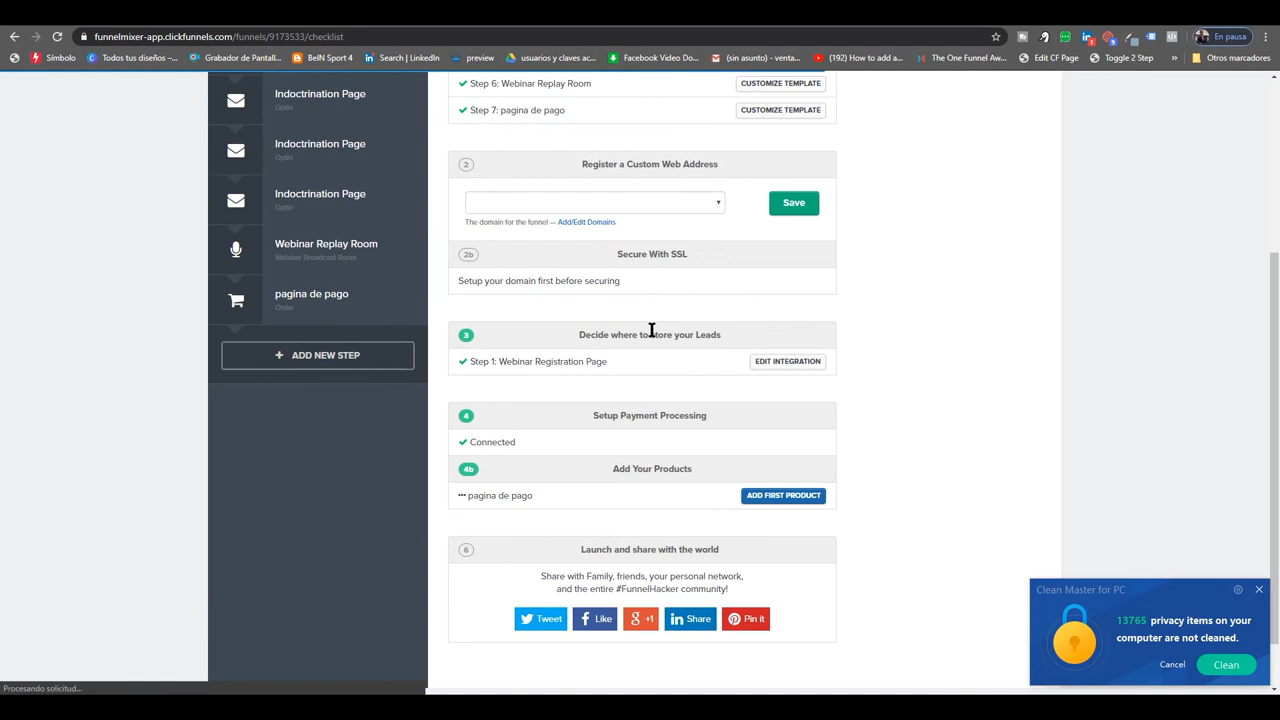 funnelmixer-app.clickfunnels.com/funnels/9173533/checklist
En pausa
Símbolo
Todos tus diseños –...
Grabador de Pantall...
BeIN Sport 4
Search | LinkedIn
preview
usuarios y claves ac...
Facebook Video Do...
(sin asunto) - venta...
(192) How to add a...
The One Funnel Aw...
Edit CF Page
Toggle 2 Step
Otros marcadores
Indoctrination Page
Optin
Indoctrination Page
Optin
Indoctrination Page
Optin
Webinar Replay Room
Webinar Broadcast Room
pagina de pago
Order
+ ADD NEW STEP
Step 6: Webinar Replay Room
CUSTOMIZE TEMPLATE
Step 7: pagina de pago
CUSTOMIZE TEMPLATE
2 Register a Custom Web Address
Save
The domain for the funnel — Add/Edit Domains
2b Secure With SSL
Setup your domain first before securing
3 Decide where to store your Leads
Step 1: Webinar Registration Page
EDIT INTEGRATION
4 Setup Payment Processing
Connected
4b Add Your Products
pagina de pago
ADD FIRST PRODUCT
6 Launch and share with the world
Share with Family, friends, your personal network,
and the entire #FunnelHacker community!
Tweet
Like
+1
in Share
Pin it
Clean Master for PC
13765 privacy items on your
computer are not cleaned.
Cancel
Clean
Procesando solicitud...